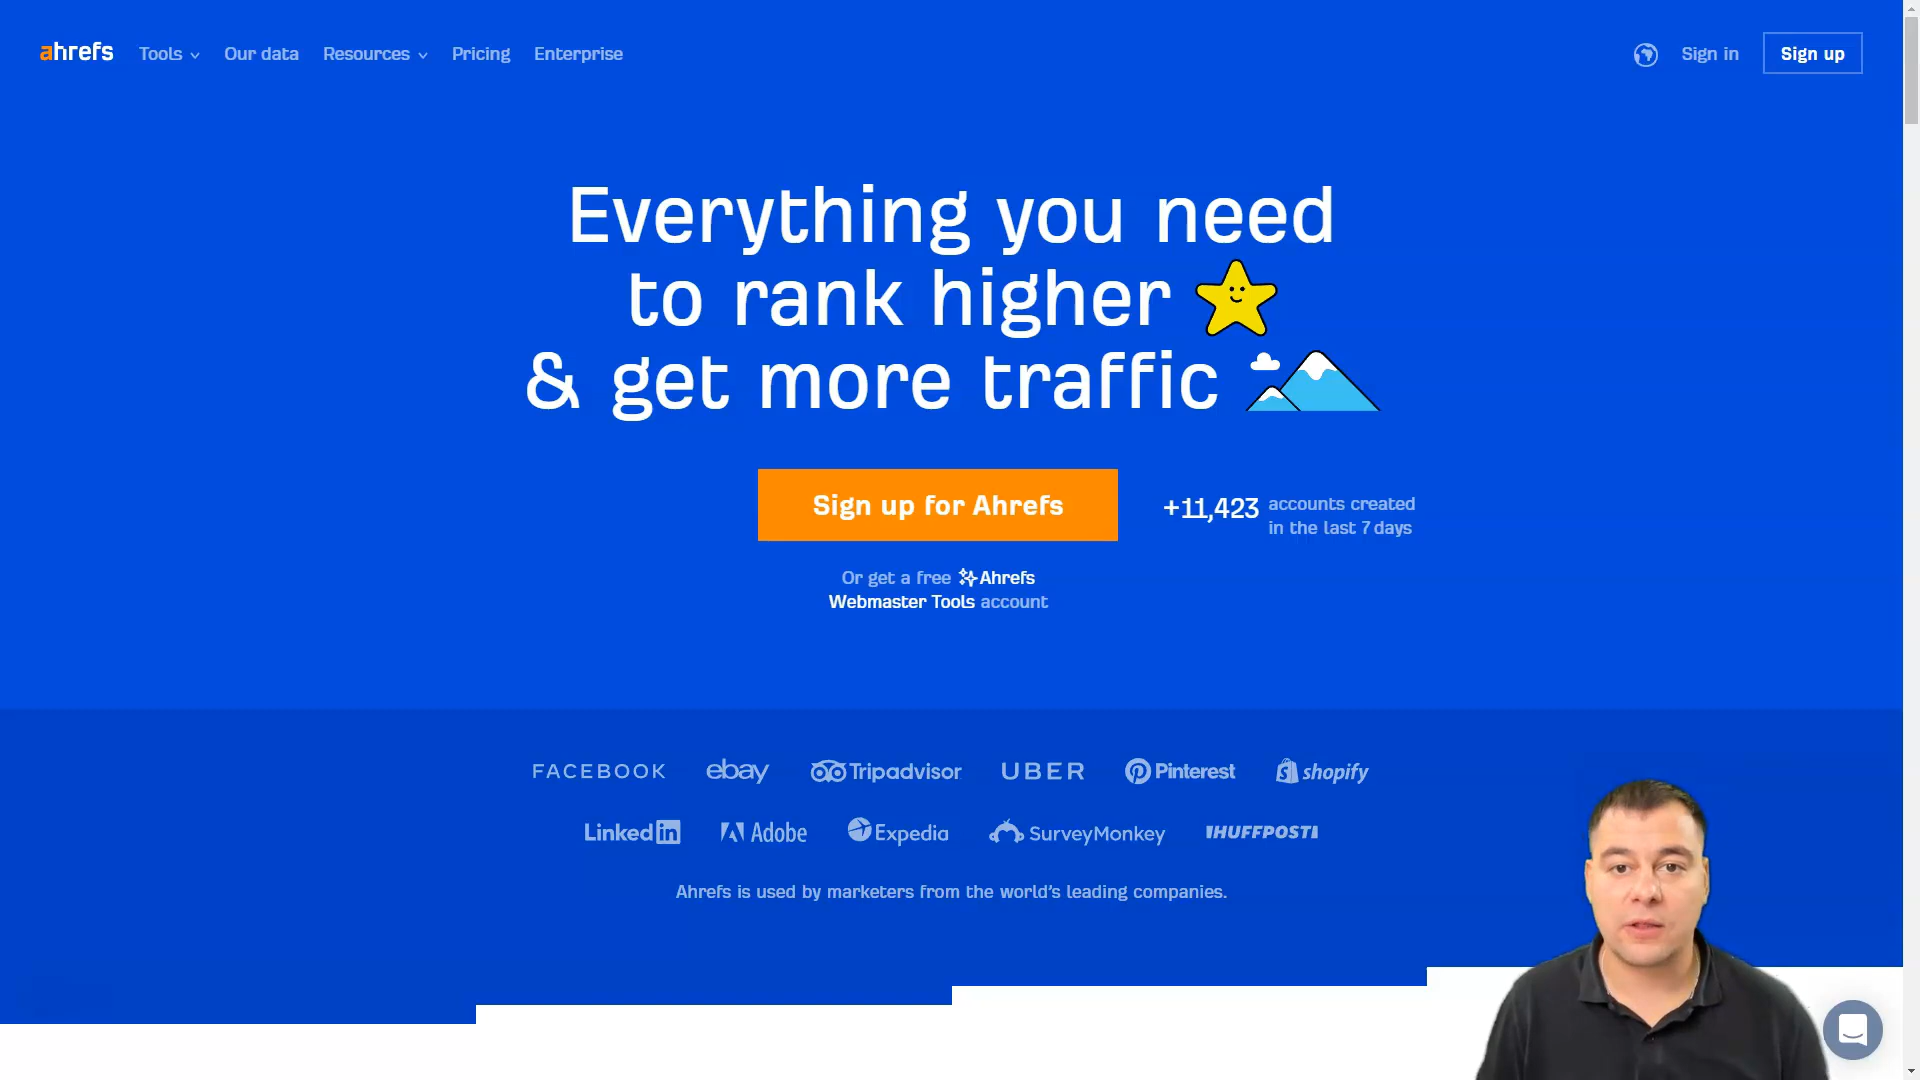 ahrefs Tools Our data Resources Pricing Enterprise Sign in Sign up
Everything you need
to rank higher
& get more traffic
Sign up for Ahrefs
+11,423 accounts created
in the last 7 days
Or get a free Ahrefs
Webmaster Tools account
FACEBOOK ebay Tripadvisor UBER Pinterest shopify
LinkedIn Adobe Expedia SurveyMonkey HUFFPOST
Ahrefs is used by marketers from the world's leading companies.